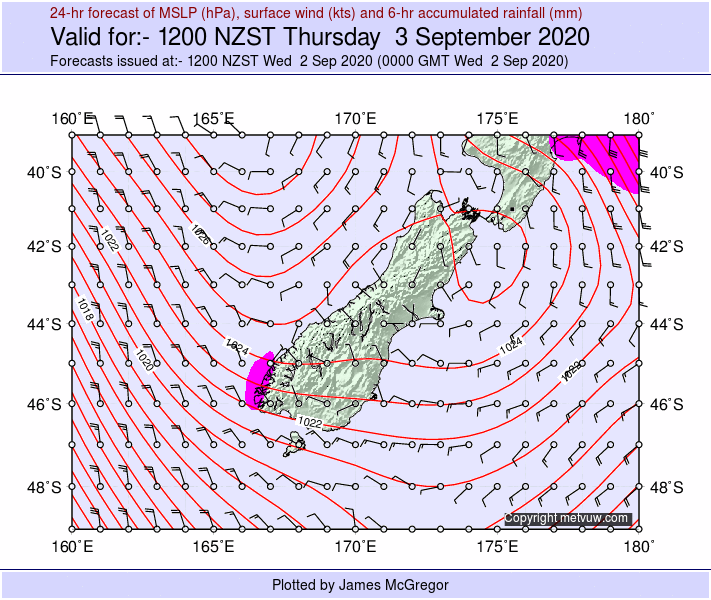 24-hr forecast of MSLP (hPa), surface wind (kts) and 6-hr accumulated rainfall (mm)
Valid for:- 1200 NZST Thursday 3 September 2020
Forecasts issued at:- 1200 NZST Wed 2 Sep 2020 (0000 GMT Wed 2 Sep 2020)
160˚E 165˚E 170˚E 175˚E 180˚
40˚S 40˚S
1022 1026
42˚S 42˚S
1018
44˚S 44˚S
1024 1024
1020 1022
46˚S 46˚S
1022
48˚S 48˚S
Copyright metvuw.com
160˚E 165˚E 170˚E 175˚E 180˚
Plotted by James McGregor